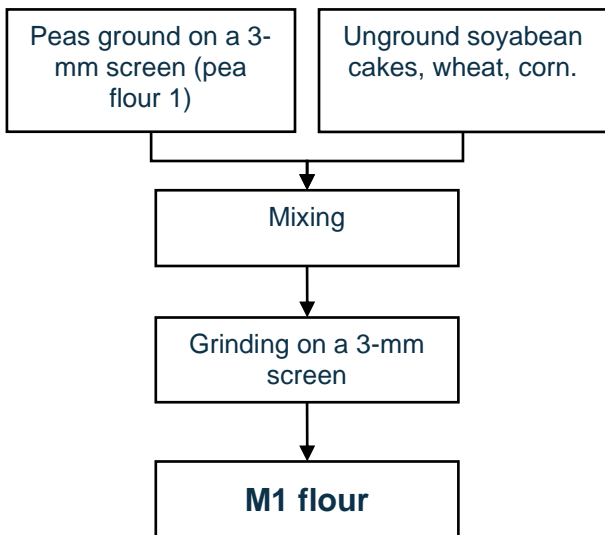 Peas ground on a 3-
mm screen (pea
flour 1)
Unground soyabean
cakes, wheat, corn.
Mixing
Grinding on a 3-mm
screen
M1 flour